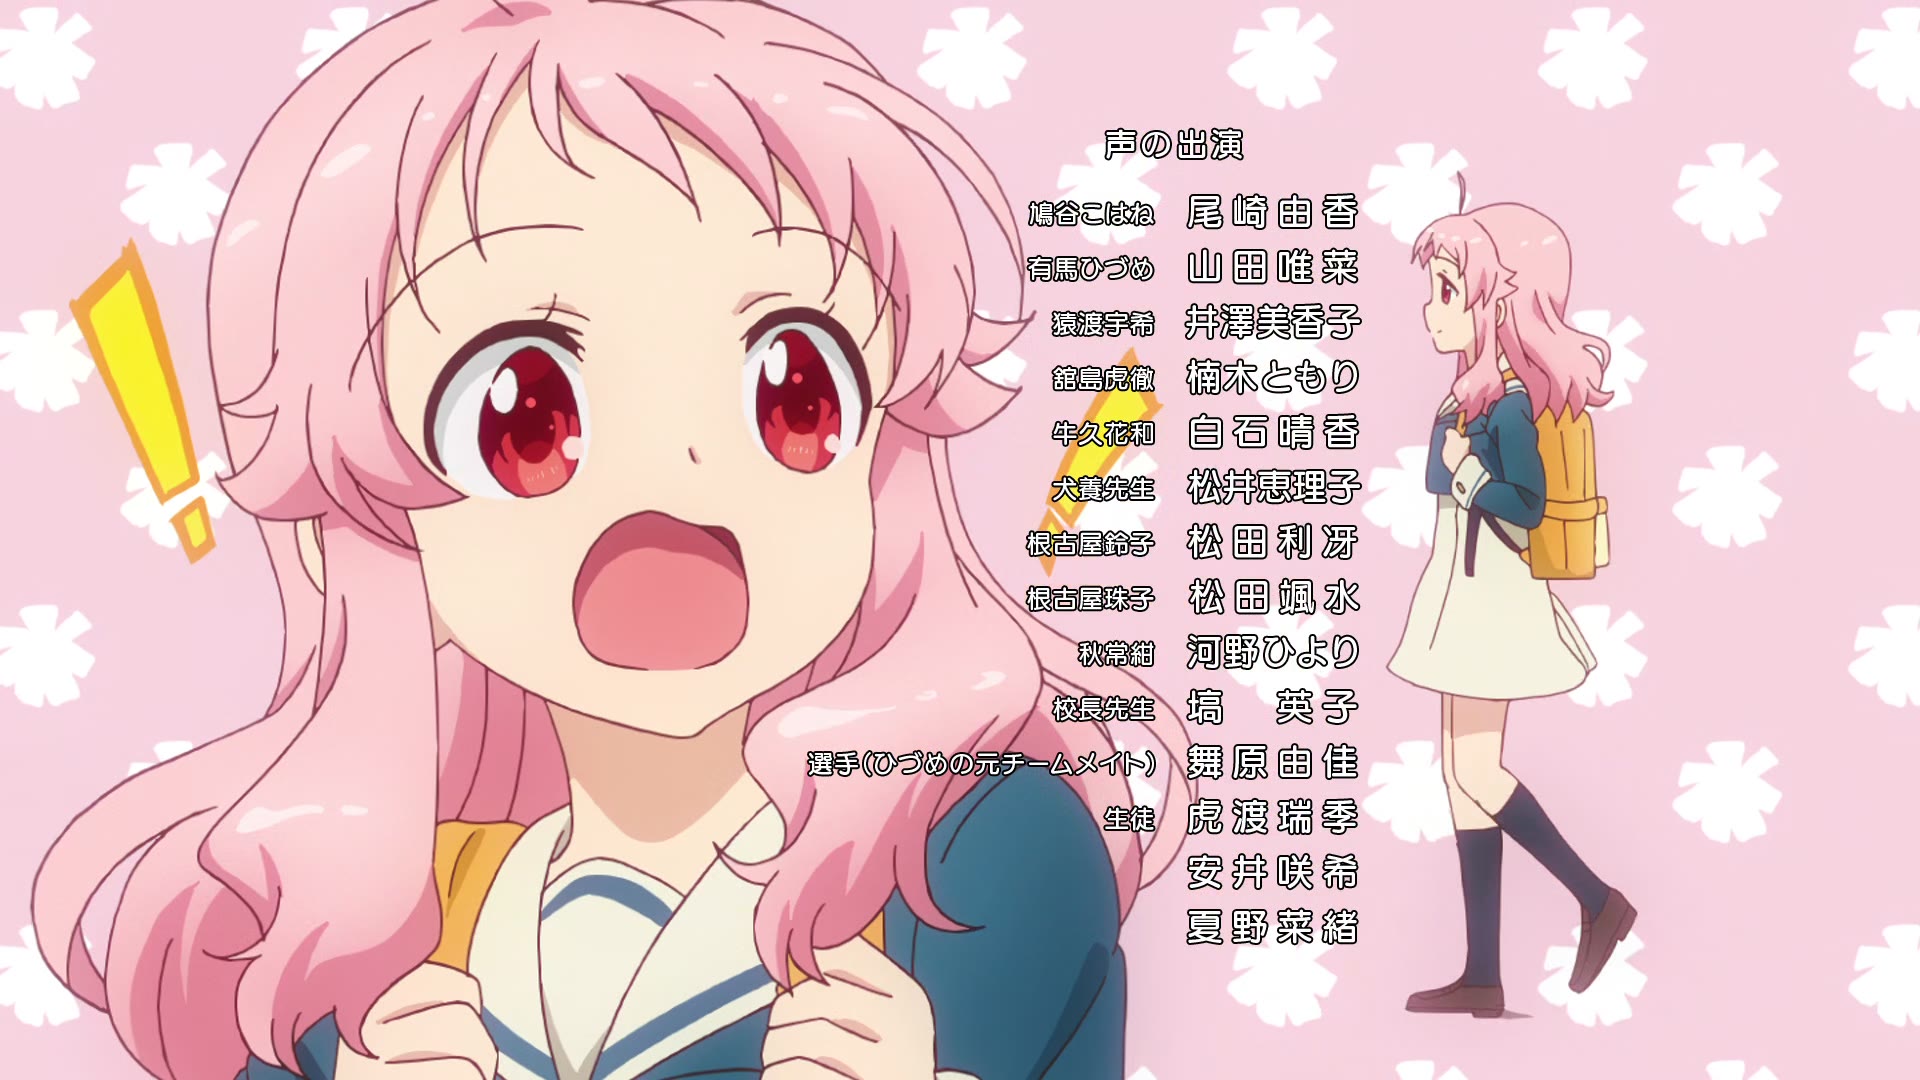 声の出演
鳩谷こはね 尾崎由香
有馬ひづめ 山田唯菜
猿渡宇希 井澤美香子
舘島虎徹 楠木ともり
牛久花和 白石晴香
犬養先生 松井恵理子
根古屋鈴子 松田利冴
根古屋珠子 松田颯水
秋常紺 河野ひより
校長先生 塙 英子
選手(ひづめの元チームメイト) 舞原由佳
生徒 虎渡瑞季
安井咲希
夏野菜緒